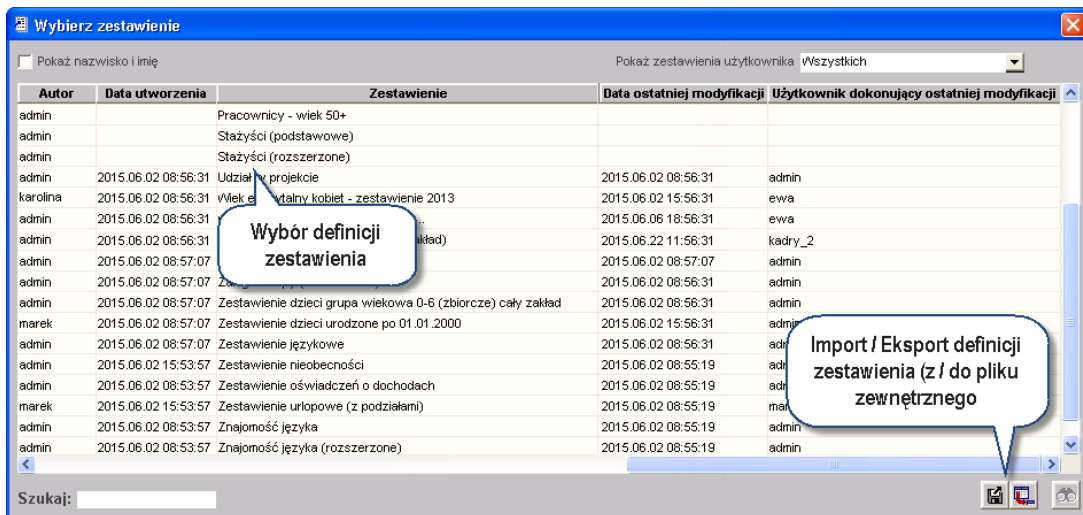 Wybierz zestawienie
Pokaż nazwisko i imię Pokaż zestawienia użytkownika Wszystkich
Autor Data utworzenia Zestawienie Data ostatniej modyfikacji Użytkownik dokonujący ostatniej modyfikacji
admin Pracownicy - wiek 50+
admin Stażyści (podstawowe)
admin Stażyści (rozszerzone)
admin 2015.06.02 08:56:31 Udział w projekcie 2015.06.02 08:56:31 admin
karolina 2015.06.02 08:56:31 Wiek kobiet - zestawienie 2013 2015.06.02 15:56:31 ewa
admin 2015.06.02 08:56:31 2015.06.06 18:56:31 ewa
admin 2015.06.02 08:56:31 2015.06.22 11:56:31 kadry_2
admin 2015.06.02 08:57:07 2015.06.02 08:57:07 admin
admin 2015.06.02 08:57:07 2015.06.02 08:56:31 admin
admin 2015.06.02 08:57:07 Zestawienie dzieci grupa wiekowa 0-6 (zbiorcze) cały zakład 2015.06.02 08:56:31 admin
marek 2015.06.02 08:57:07 Zestawienie dzieci urodzone po 01.01.2000 2015.06.02 15:56:31
admin 2015.06.02 08:57:07 Zestawienie językowe 2015.06.02 08:56:31
admin 2015.06.02 15:53:57 Zestawienie nieobecności 2015.06.02 08:55:19
admin 2015.06.02 08:53:57 Zestawienie oświadczeń o dochodach 2015.06.02 08:55:19
marek 2015.06.02 15:53:57 Zestawienie urlopowe (z podziałami) 2015.06.02 08:55:19
admin 2015.06.02 08:53:57 Znajomość języka 2015.06.02 08:55:19 admin
admin 2015.06.02 08:53:57 Znajomość języka (rozszerzone) 2015.06.02 08:55:19 admin
Wybór definicji
zestawienia
Import / Eksport definicji
zestawienia (z / do pliku
zewnętrznego
Szukaj: